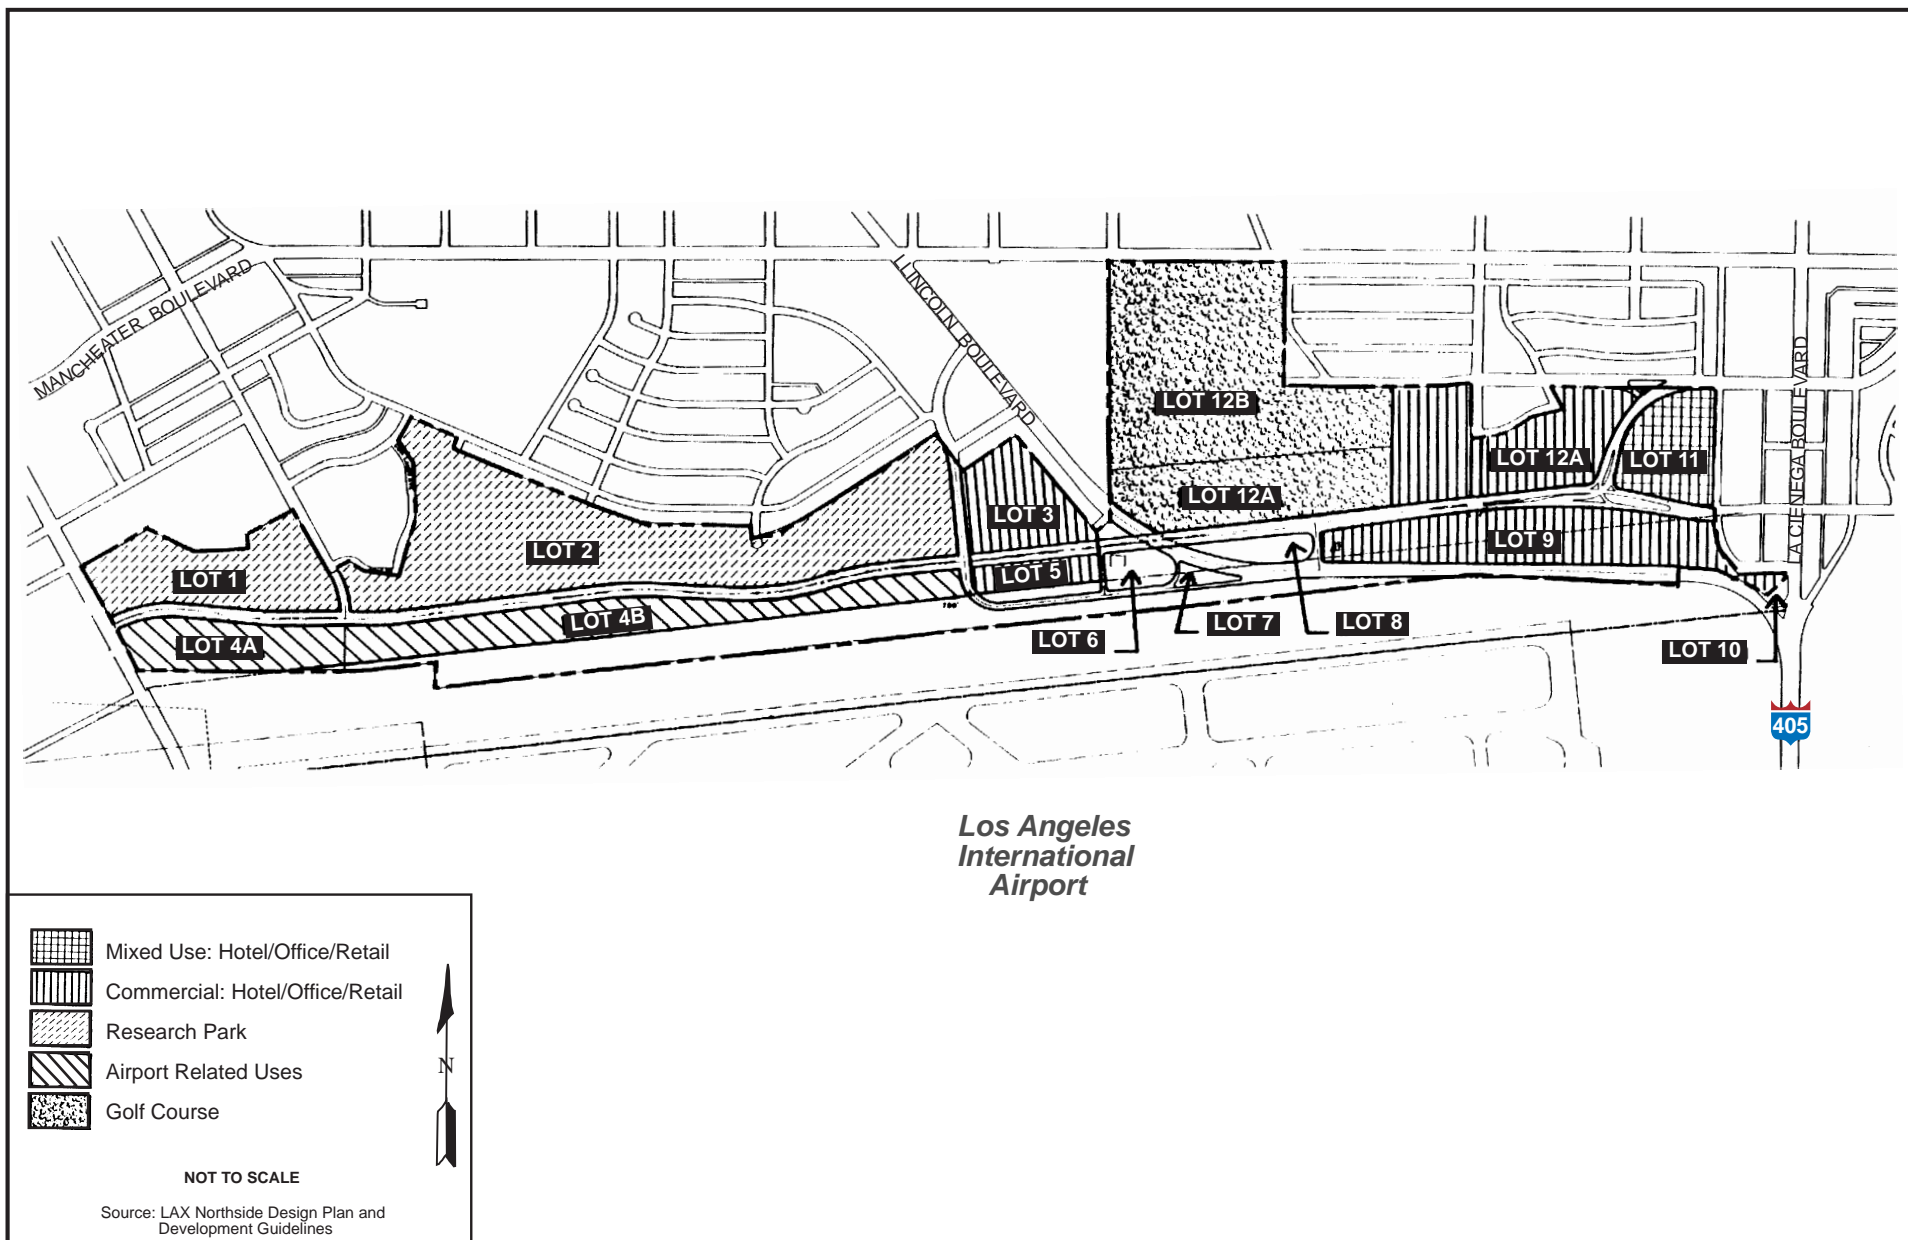 MANCHEATER BOULEVARD
LINCOLN BOULEVARD
LA CIENEGA BOULEVARD
LOT 12B
LOT 12A
LOT 12A
LOT 11
LOT 3
LOT 9
LOT 2
LOT 1
LOT 5
LOT 4B
LOT 4A
LOT 6
LOT 7
LOT 8
LOT 10
405
Los Angeles
International
Airport
Mixed Use: Hotel/Office/Retail
Commercial: Hotel/Office/Retail
Research Park
Airport Related Uses
Golf Course
N
NOT TO SCALE
Source: LAX Northside Design Plan and
Development Guidelines